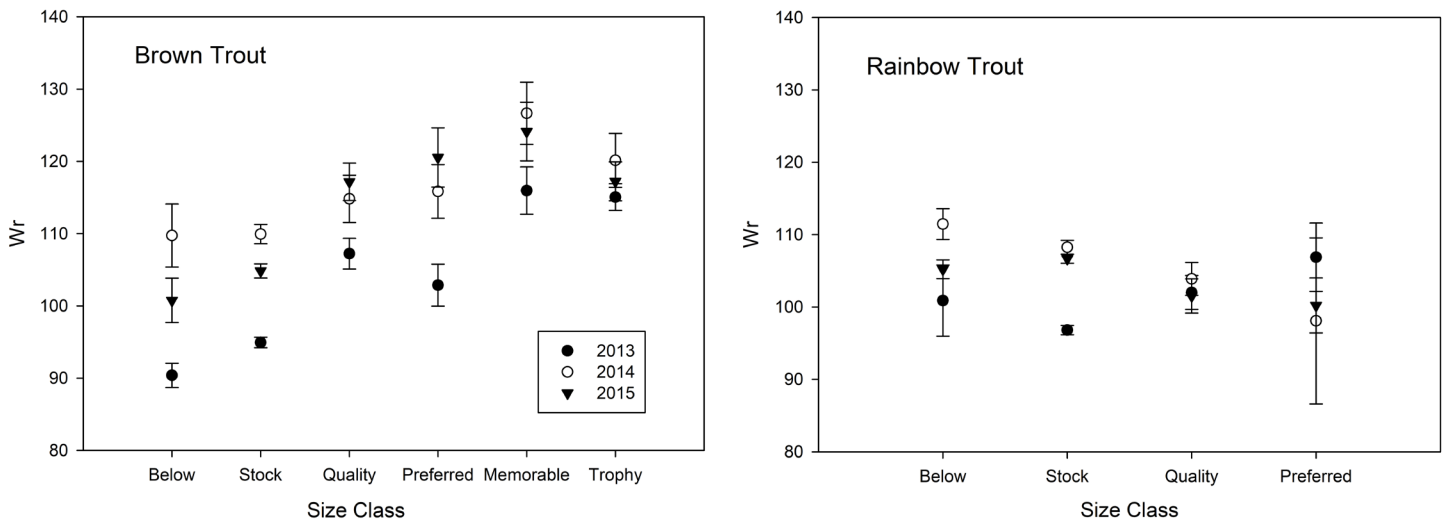 Brown Trout
Wr
140
130
120
110
100
90
80
2013
2014
2015
Below Stock Quality Preferred Memorable Trophy
Size Class
Rainbow Trout
Wr
140
130
120
110
100
90
80
Below Stock Quality Preferred
Size Class